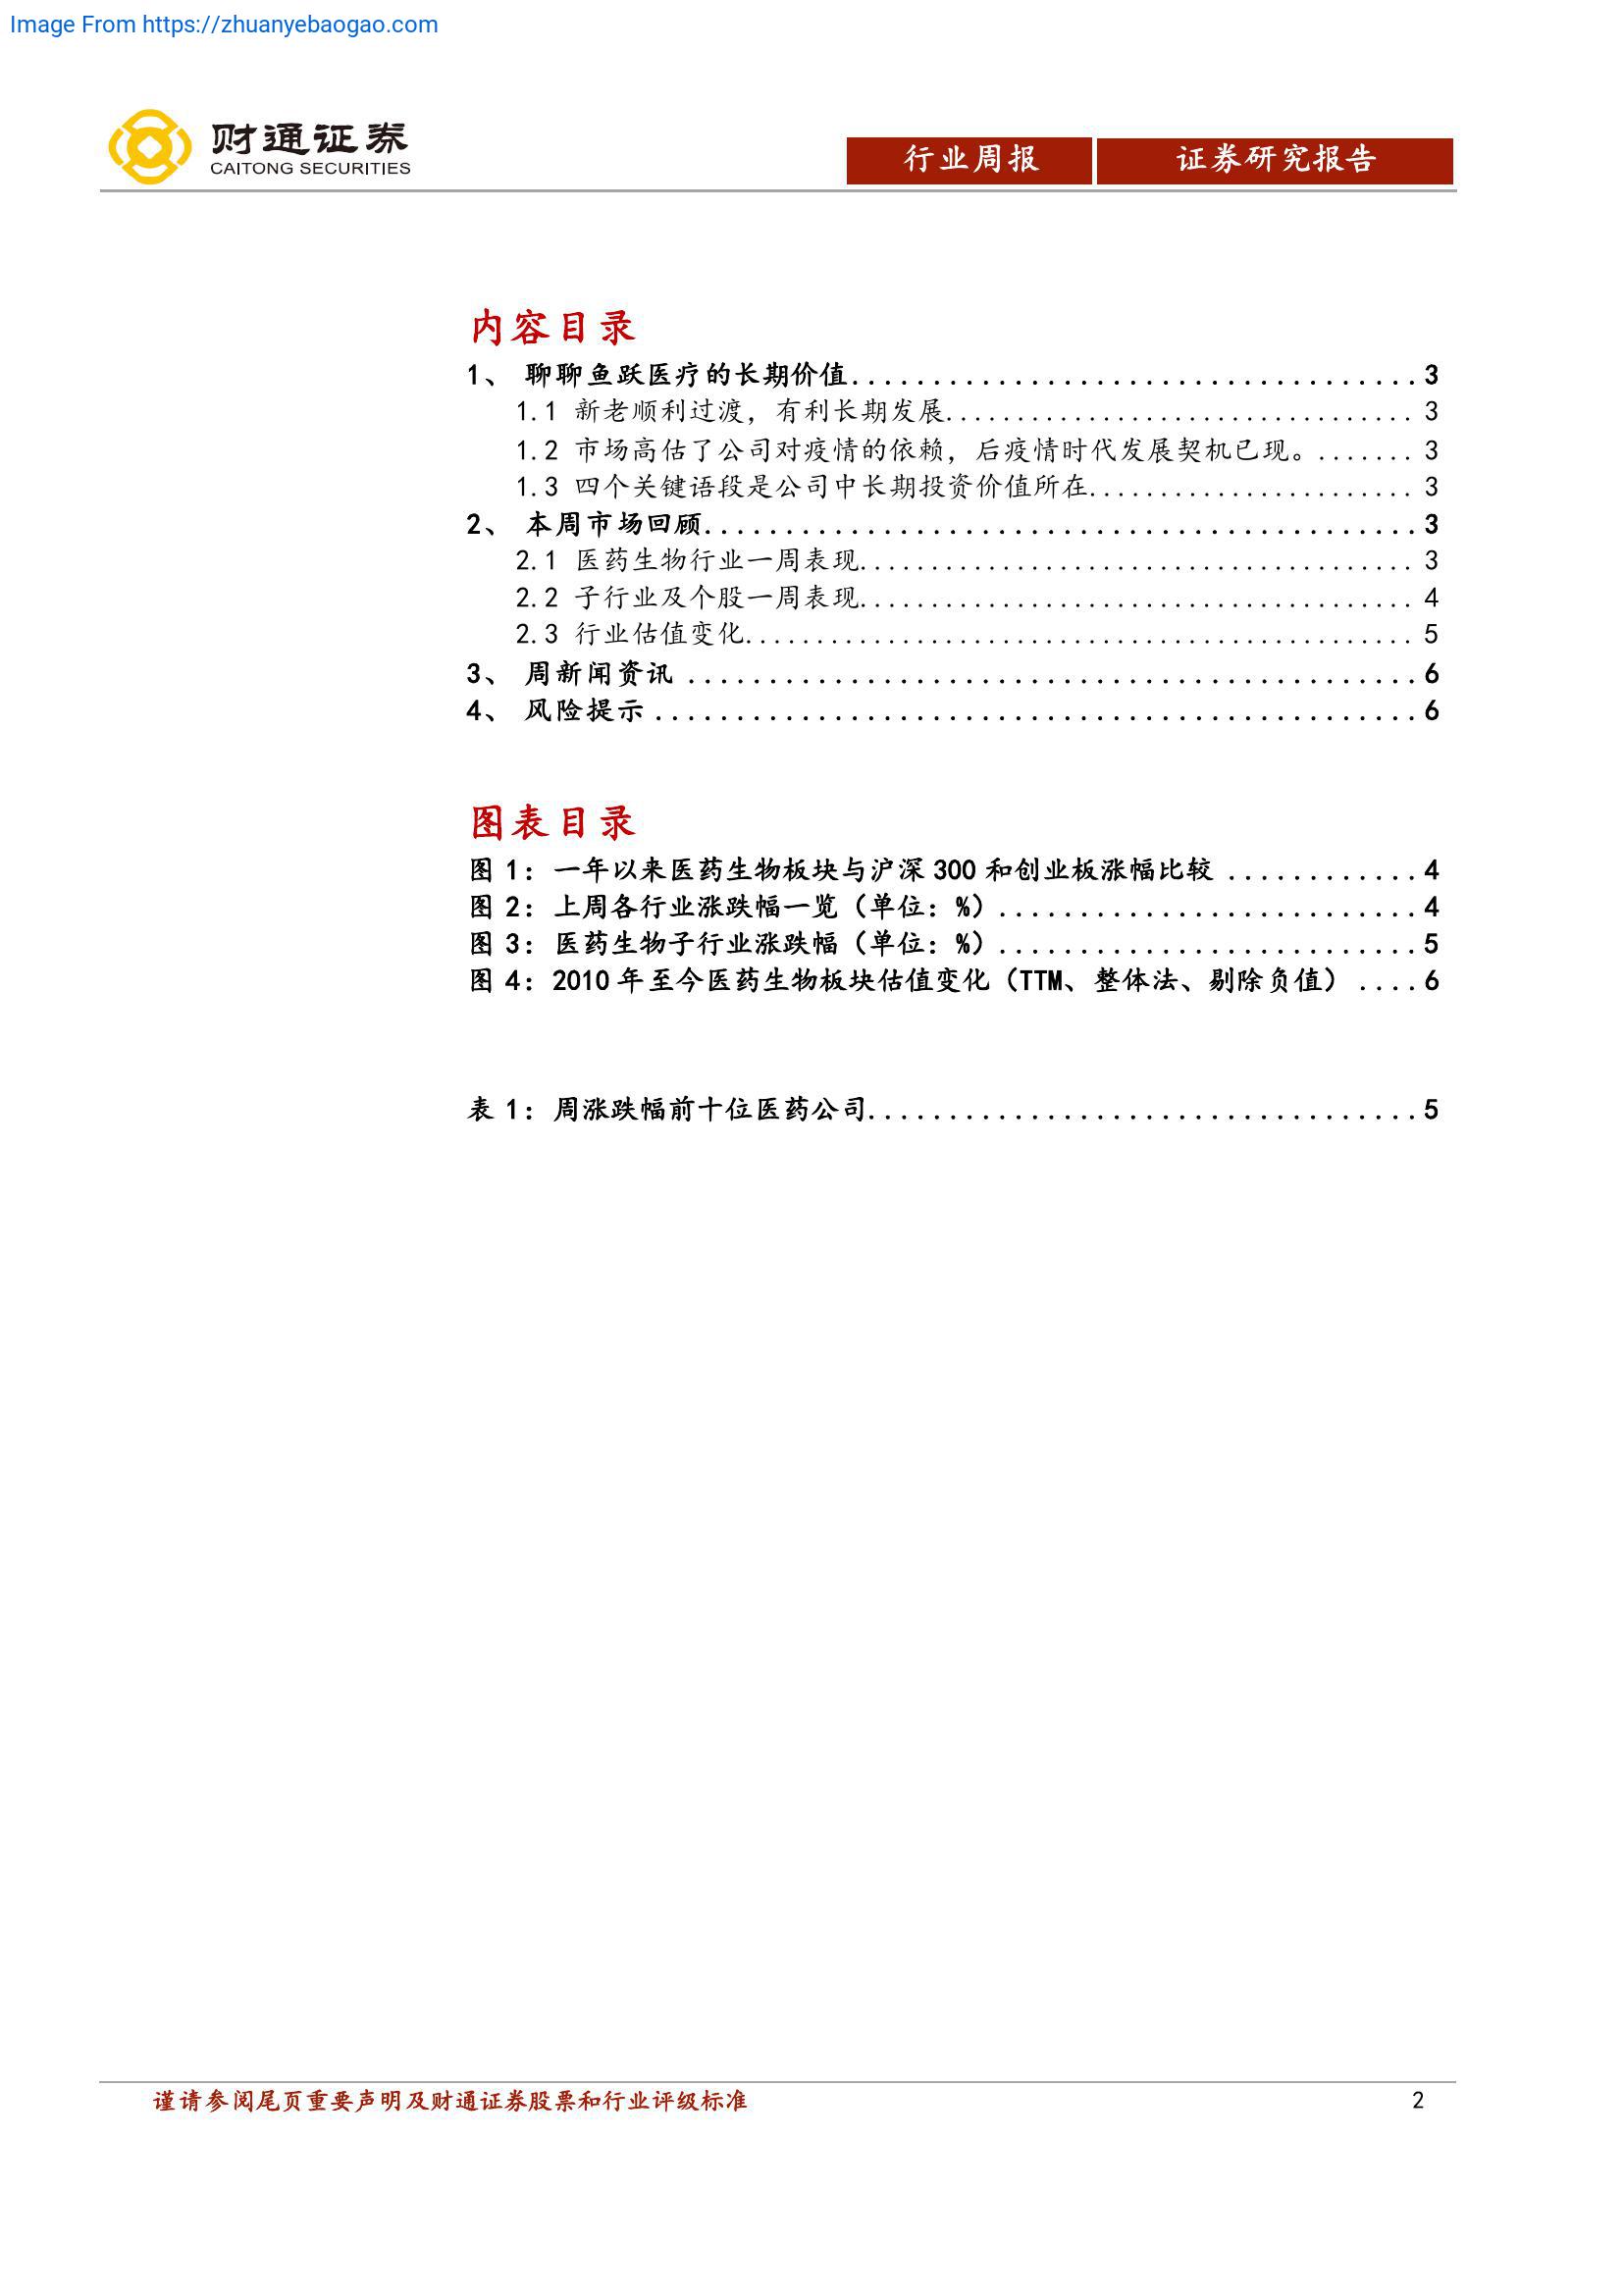 Image From https://zhuanyebaogao.com
财通证券
CAITONG SECURITIES
行业周报
证券研究报告
内容目录
1、 聊聊鱼跃医疗的长期价值...................................3
1.1 新老顺利过渡，有利长期发展................................. 3
1.2 市场高估了公司对疫情的依赖，后疫情时代发展契机已现。....... 3
1.3 四个关键语段是公司中长期投资价值所在....................... 3
2、 本周市场回顾............................................3
2.1 医药生物行业一周表现....................................... 3
2.2 子行业及个股一周表现....................................... 4
2.3 行业估值变化............................................... 5
3、 周新闻资讯 .............................................6
4、 风险提示 ...............................................6
图表目录
图 1：一年以来医药生物板块与沪深 300 和创业板涨幅比较 ............4
图 2：上周各行业涨跌幅一览（单位：%）..........................4
图 3：医药生物子行业涨跌幅（单位：%）..........................5
图 4：2010 年至今医药生物板块估值变化（TTM、整体法、剔除负值） ....6
表 1：周涨跌幅前十位医药公司..................................5
谨请参阅尾页重要声明及财通证券股票和行业评级标准
2